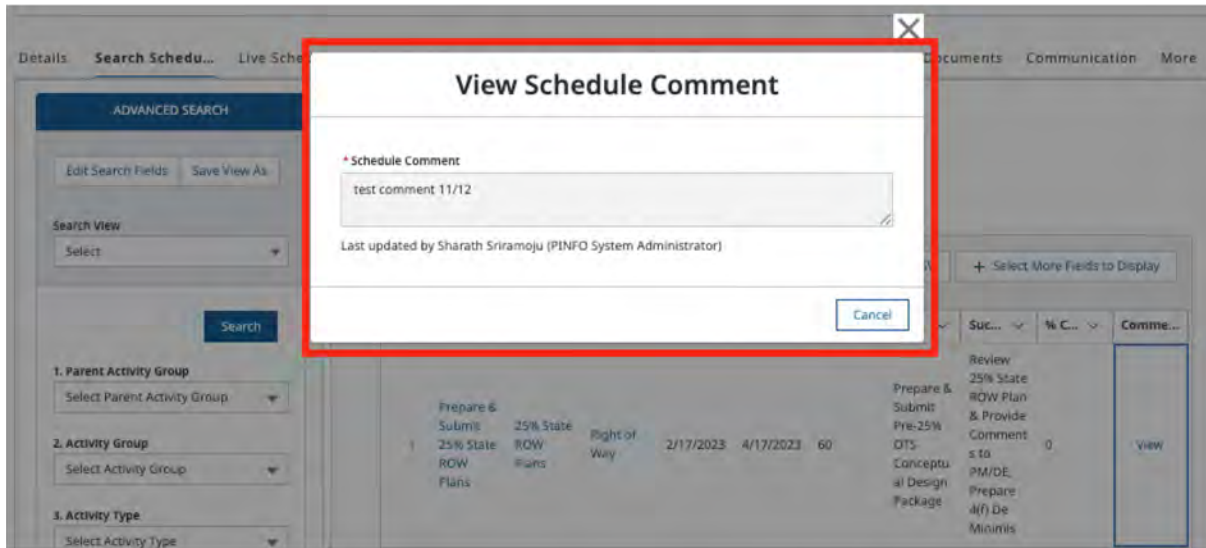 Details Search Schedu... Live Sche Documents Communication More
View Schedule Comment
ADVANCED SEARCH
Edit Search Fields Save View As
* Schedule Comment
test comment 11/12
Last updated by Sharath Sriramoju (PINFO System Administrator)
Cancel
Search View
Select
+ Select More Fields to Display
Search
Suc... % C... Comme...
1. Parent Activity Group
Select Parent Activity Group
2. Activity Group
Select Activity Group
3. Activity Type
Select Activity Type
1
Prepare &
Submit
25% State
ROW
Plans
25% State
ROW
Plans
Right of
Way
2/17/2023
4/17/2023
60
Prepare &
Submit
Pre-25%
OTS
Conceptu
al Design
Package
Review
25% State
ROW Plan
& Provide
Comment
s to
PM/DE,
Prepare
4(f) De
Minimis
0
View